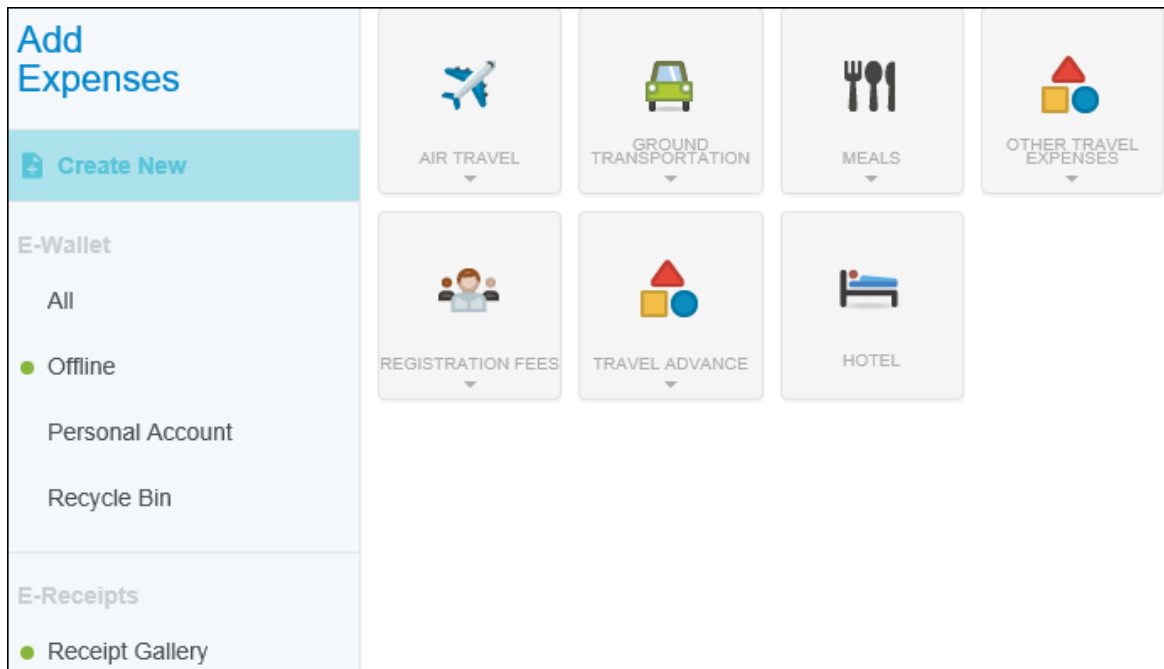 Add
Expenses
Create New
E-Wallet
All
Offline
Personal Account
Recycle Bin
E-Receipts
Receipt Gallery
AIR TRAVEL
GROUND
TRANSPORTATION
MEALS
OTHER TRAVEL
EXPENSES
REGISTRATION FEES
TRAVEL ADVANCE
HOTEL